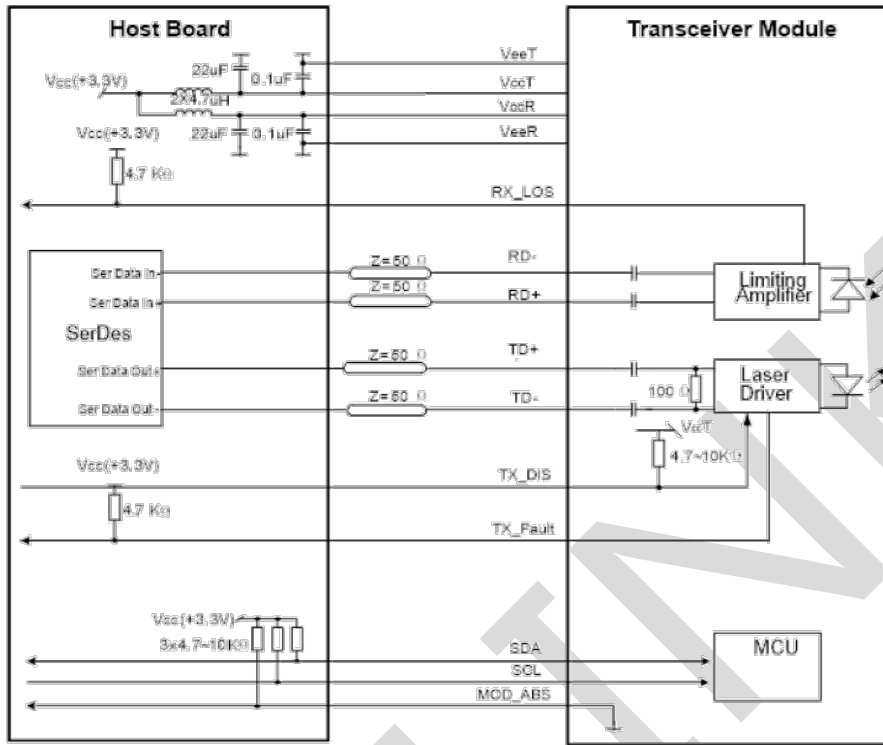 Host Board
Transceiver Module
VeeT
22uF
0.1uF
Vcc(+3.3V)
VccT
2X4.7uH
VccR
Vcc(+3.3V)
22uF
0.1uF
VeeR
4.7 KΩ
RX_LOS
Z=50 Ω
RD-
Ser Data In-
Z=50 Ω
Limiting
Amplifier
Ser Data In+
RD+
SerDes
Z=50 Ω
TD+
Ser Data Out+
Laser
Driver
Z=50 Ω
100 Ω
Ser Data Out-
TD-
VccT
Vcc(+3.3V)
4.7~10KΩ
TX_DIS
4.7 KΩ
TX_Fault
Vcc(+3.3V)
3x4.7~10KΩ
SDA
MCU
SCL
MOD_ABS